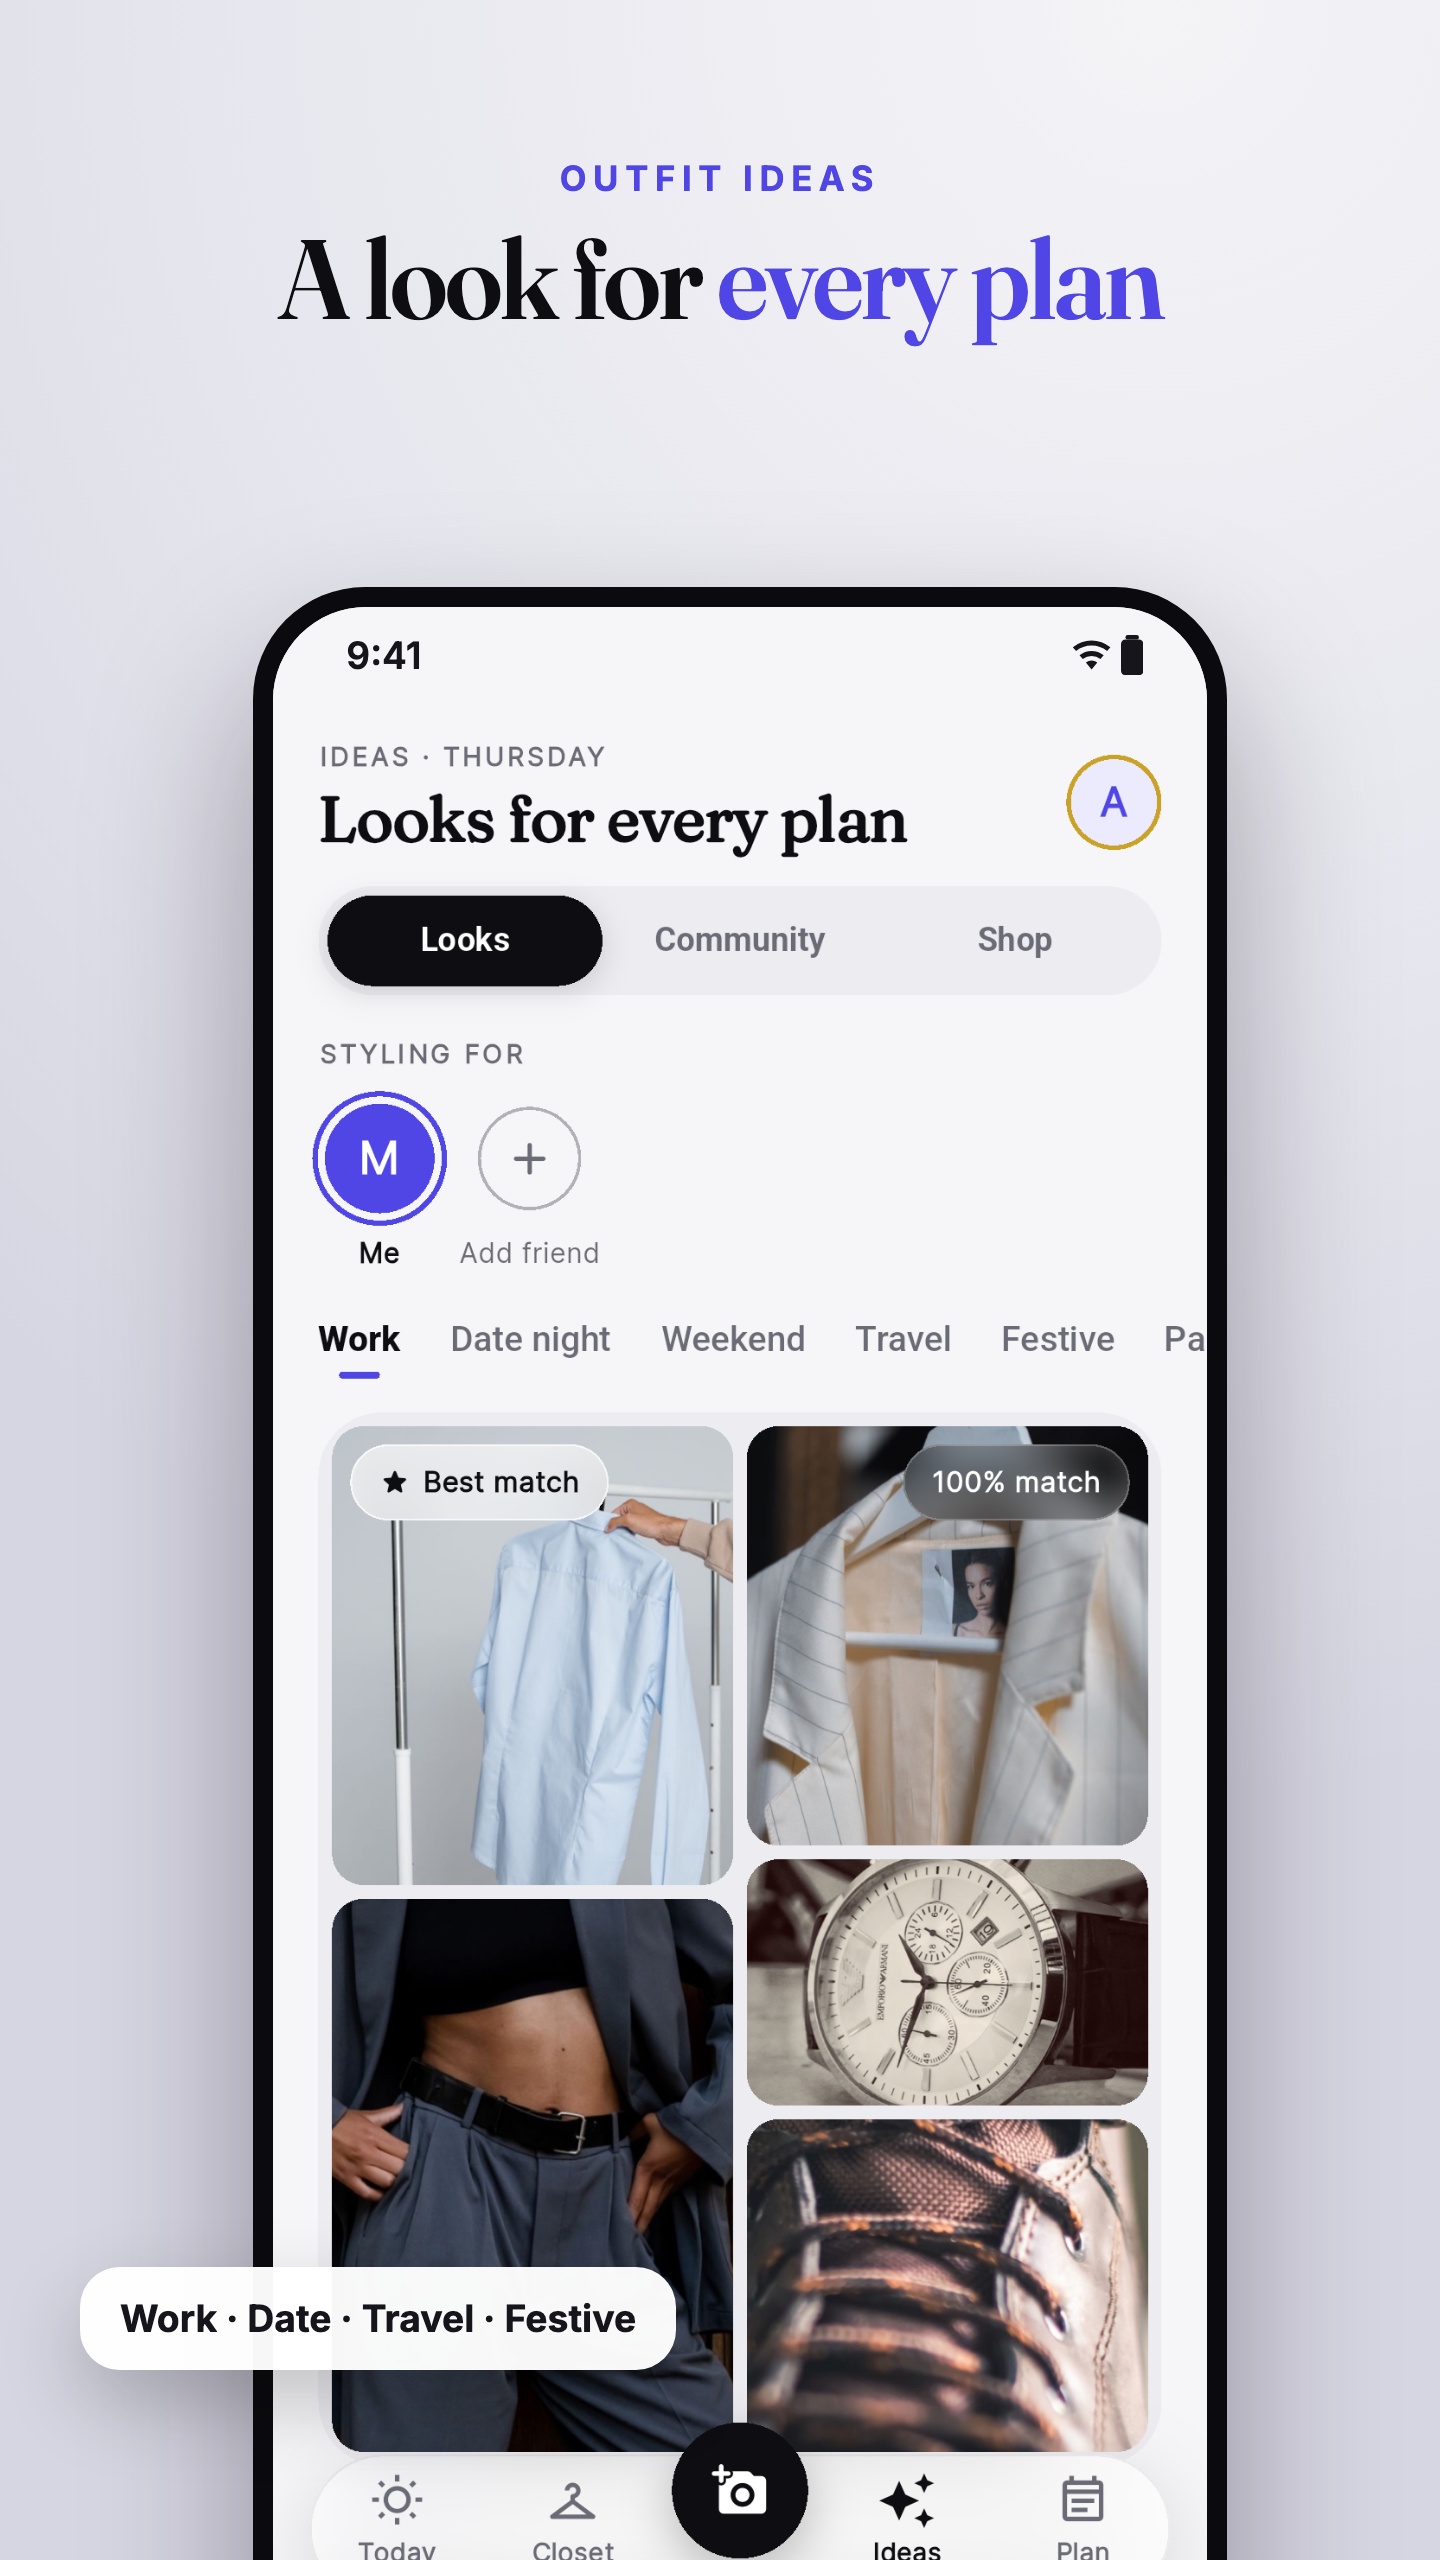 OUTFIT IDEAS
A look for every plan
9:41
IDEAS · THURSDAY
Looks for every plan
A
Looks
Community
Shop
STYLING FOR
M
Me
Add friend
Work
Date night
Weekend
Travel
Festive
Pa
Best match
100% match
EMPORIO ARMANI
Work · Date · Travel · Festive
Today
Closet
Ideas
Plan